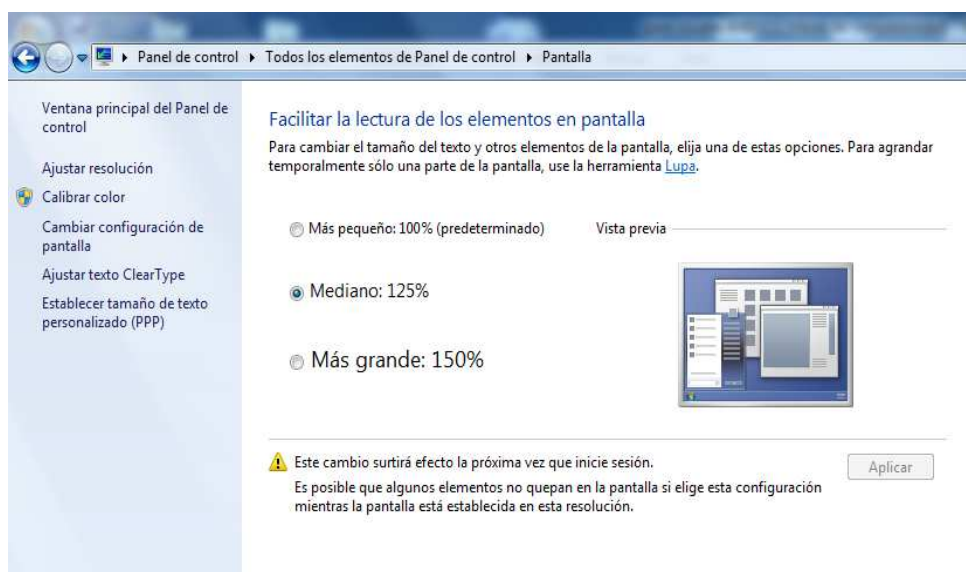 Panel de control ▸ Todos los elementos de Panel de control ▸ Pantalla
Ventana principal del Panel de
control
Ajustar resolución
Calibrar color
Cambiar configuración de
pantalla
Ajustar texto ClearType
Establecer tamaño de texto
personalizado (PPP)
Facilitar la lectura de los elementos en pantalla
Para cambiar el tamaño del texto y otros elementos de la pantalla, elija una de estas opciones. Para agrandar
temporalmente sólo una parte de la pantalla, use la herramienta Lupa.
Más pequeño: 100% (predeterminado)
Vista previa
Mediano: 125%
Más grande: 150%
Este cambio surtirá efecto la próxima vez que inicie sesión.
Aplicar
Es posible que algunos elementos no quepan en la pantalla si elige esta configuración
mientras la pantalla está establecida en esta resolución.